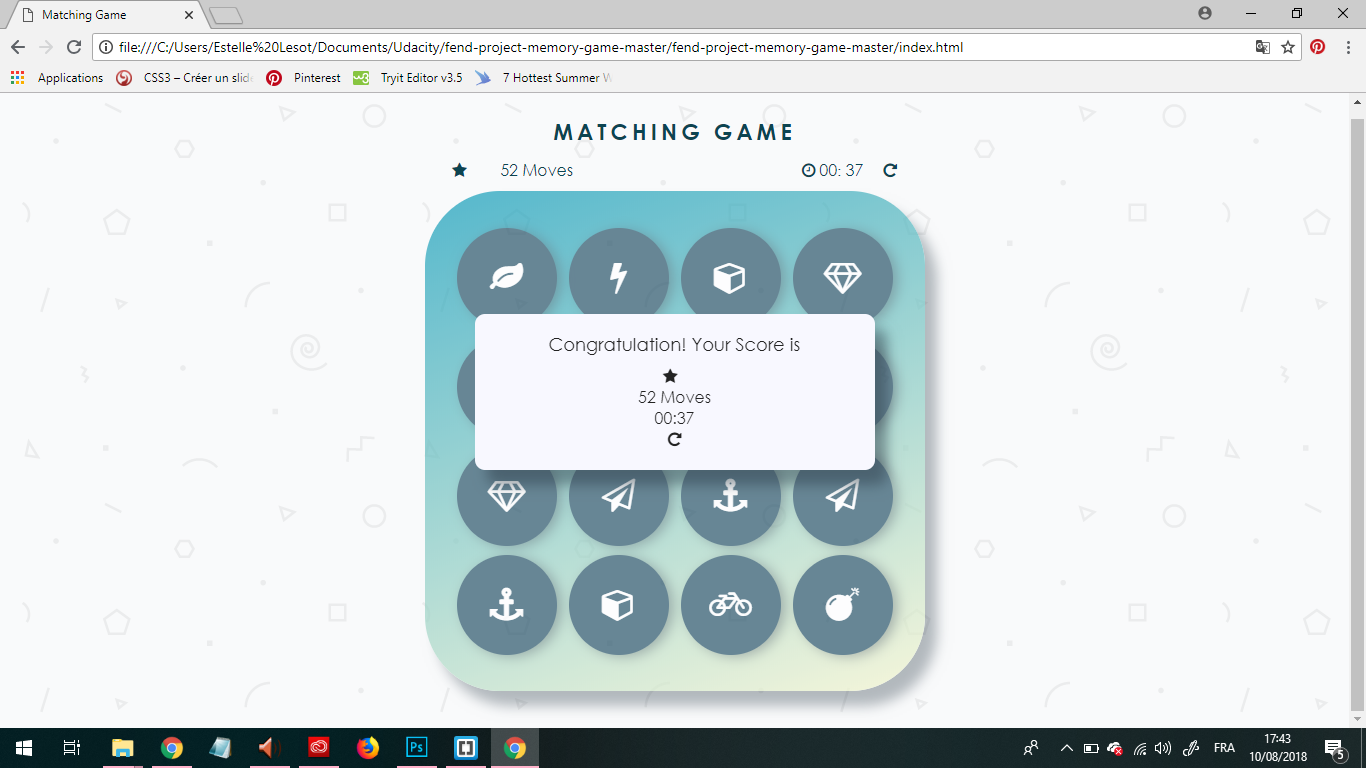 Matching Game
file:///C:/Users/Estelle%20Lesot/Documents/Udacity/fend-project-memory-game-master/fend-project-memory-game-master/index.html
Applications CSS3 – Créer un slid Pinterest w3 Tryit Editor v3.5 7 Hottest Summer W
MATCHING GAME
52 Moves 00: 37
Congratulation! Your Score is
52 Moves
00:37
Ps
FRA
17:43
10/08/2018
5